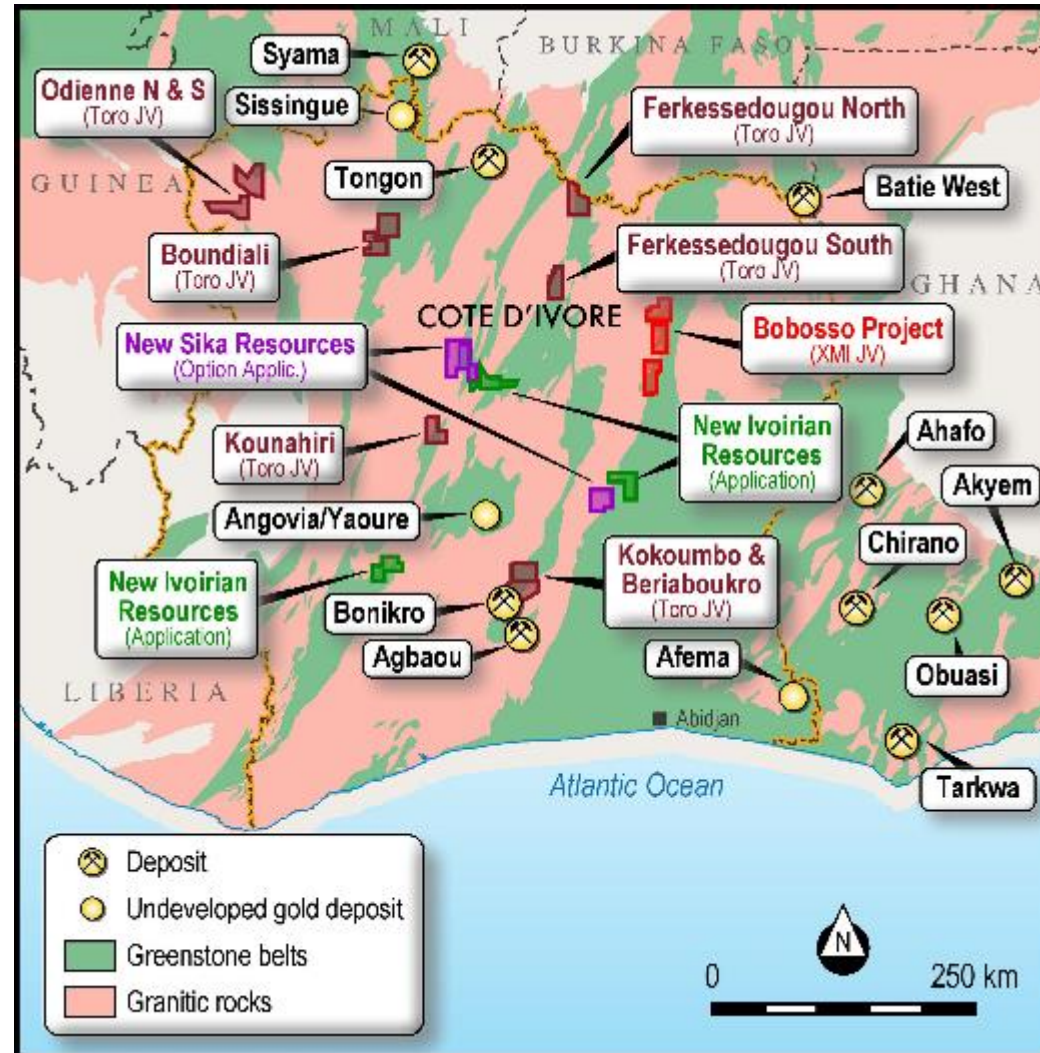 MALI
BURKINA FASO
Syama
Odienne N & S
(Toro JV)
Sissingue
Ferkessedougou North
(Toro JV)
GUINEA
Tongon
Batie West
Boundiali
(Toro JV)
Ferkessedougou South
(Toro JV)
GHANA
COTE D'IVORE
New Sika Resources
(Option Applic.)
Bobosso Project
(XMI JV)
Kounahiri
(Toro JV)
New Ivoirian
Resources
(Application)
Ahafo
Akyem
Angovia/Yaoure
Chirano
New Ivoirian
Resources
(Application)
Kokoumbo &
Beriaboukro
(Toro JV)
Bonikro
Agbaou
Afema
Obuasi
LIBERIA
Abidjan
Atlantic Ocean
Tarkwa
Deposit
Undeveloped gold deposit
Greenstone belts
Granitic rocks
N
0 250 km